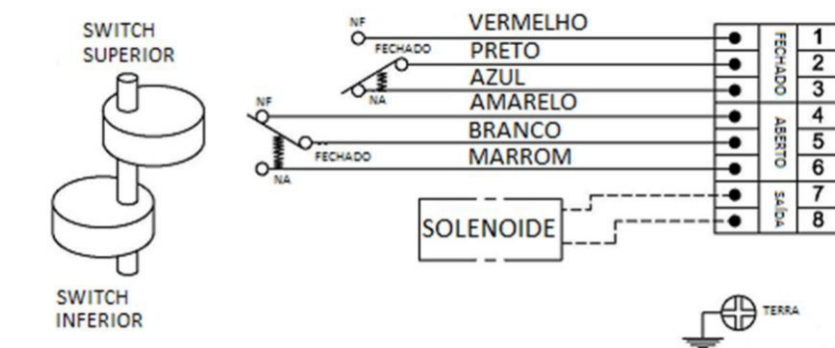 SWITCH
SUPERIOR
SWITCH
INFERIOR
NF
VERMELHO
FECHADO
PRETO
AZUL
NA
NF
AMARELO
BRANCO
FECHADO
MARROM
NA
SOLENOIDE
FECHADO
ABERTO
SAÍDA
1
2
3
4
5
6
7
8
TERRA